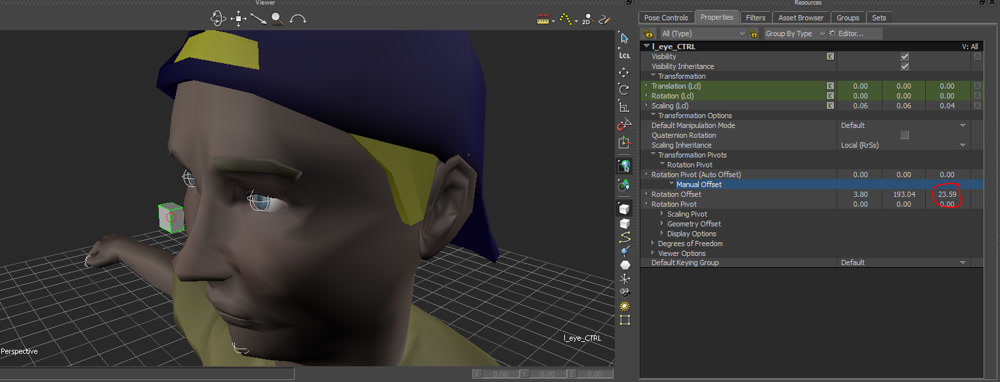 Viewer
Resources
2D
Pose Controls Properties Filters Asset Browser Groups Sets
All (Type) Group By Type Editor...
l_eye_CTRL V: All
Visibility K A
Visibility Inheritance
Transformation
Translation (Lcl) K 0.00 0.00 0.00 A
Rotation (Lcl) K 0.00 0.00 0.00 A
Scaling (Lcl) K 0.06 0.06 0.04 A
Transformation Options
Default Manipulation Mode Default
Quaternion Rotation
Scaling Inheritance Local (RrSs)
Transformation Pivots
Rotation Pivot
Rotation Pivot (Auto Offset) 0.00 0.00 0.00
Manual Offset
Rotation Offset 3.80 193.04 23.59
Rotation Pivot 0.00 0.00 0.00
Scaling Pivot
Geometry Offset
Display Options
Degrees of Freedom
Viewer Options
Default Keying Group Default
LCL
l_eye_CTRL
Perspective
X 0.00 Y 0.00 Z 0.00